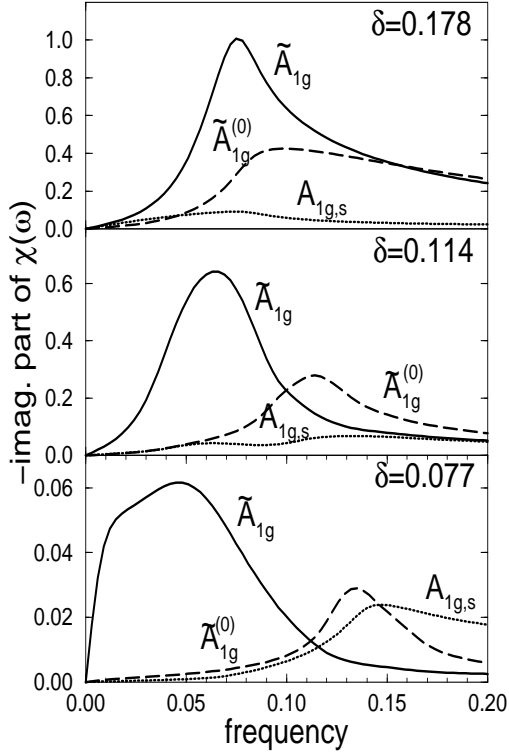 δ=0.178
1.0
0.8
0.6
0.4
0.2
0.0
Ã1g
Ã1g(0)
A1g,s
δ=0.114
0.6
0.4
0.2
0.0
Ã1g
Ã1g(0)
A1g,s
δ=0.077
0.06
0.04
0.02
0.00
Ã1g
A1g,s
Ã1g(0)
0.00 0.05 0.10 0.15 0.20
frequency
−imag. part of χ(ω)